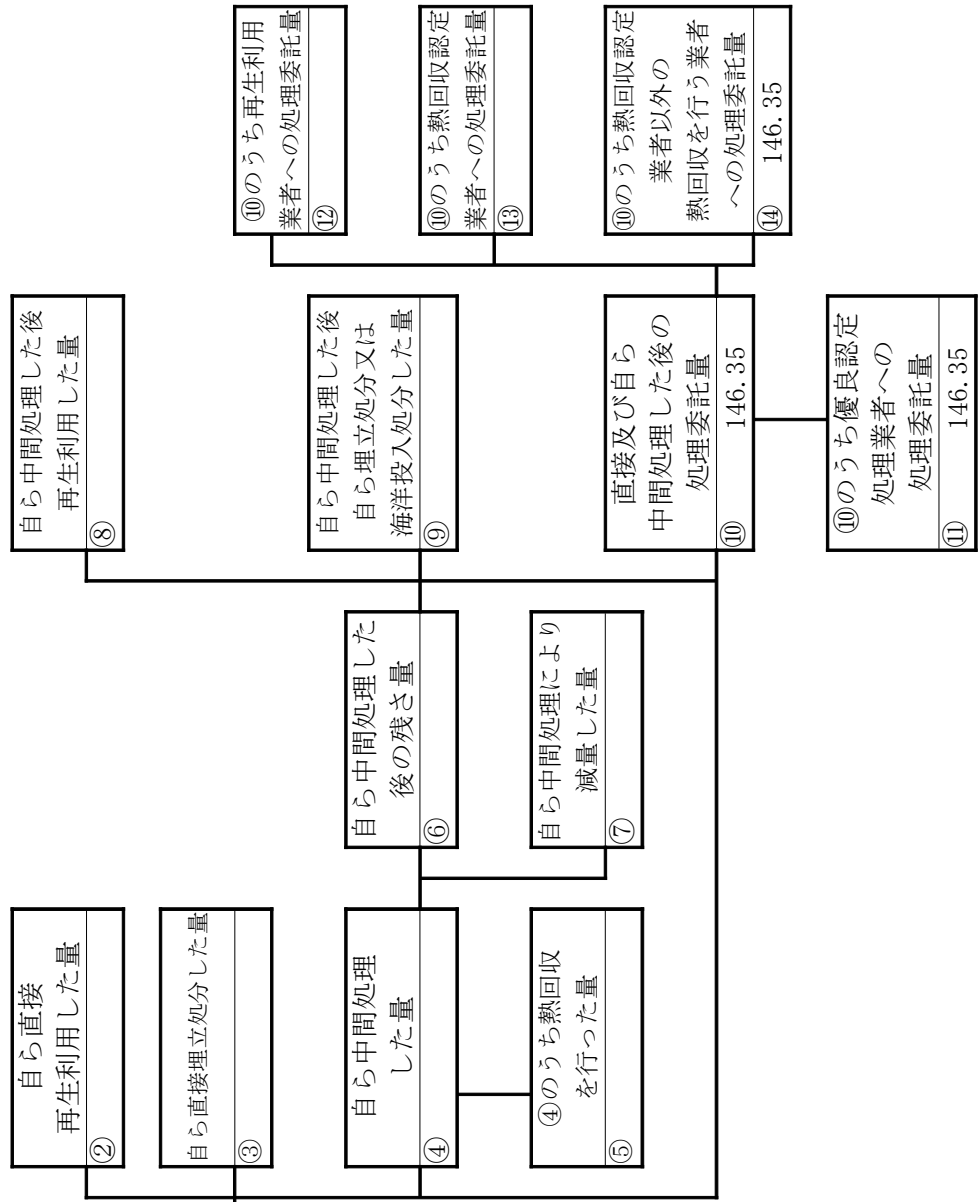 自ら直接
再生利用した量
②
自ら直接埋立処分した量
③
自ら中間処理
した量
④
④のうち熱回収
を行った量
⑤
自ら中間処理した
後の残さ量
⑥
自ら中間処理により
減量した量
⑦
自ら中間処理した後
再生利用した量
⑧
自ら中間処理した後
自ら埋立処分又は
海洋投入処分した量
⑨
直接及び自ら
中間処理した後の
処理委託量
⑩ 146.35
⑩のうち優良認定
処理業者への
処理委託量
⑪ 146.35
⑩のうち再生利用
業者への処理委託量
⑫
⑩のうち熱回収認定
業者への処理委託量
⑬
⑩のうち熱回収認定
業者以外の
熱回収を行う業者
への処理委託量
⑭ 146.35